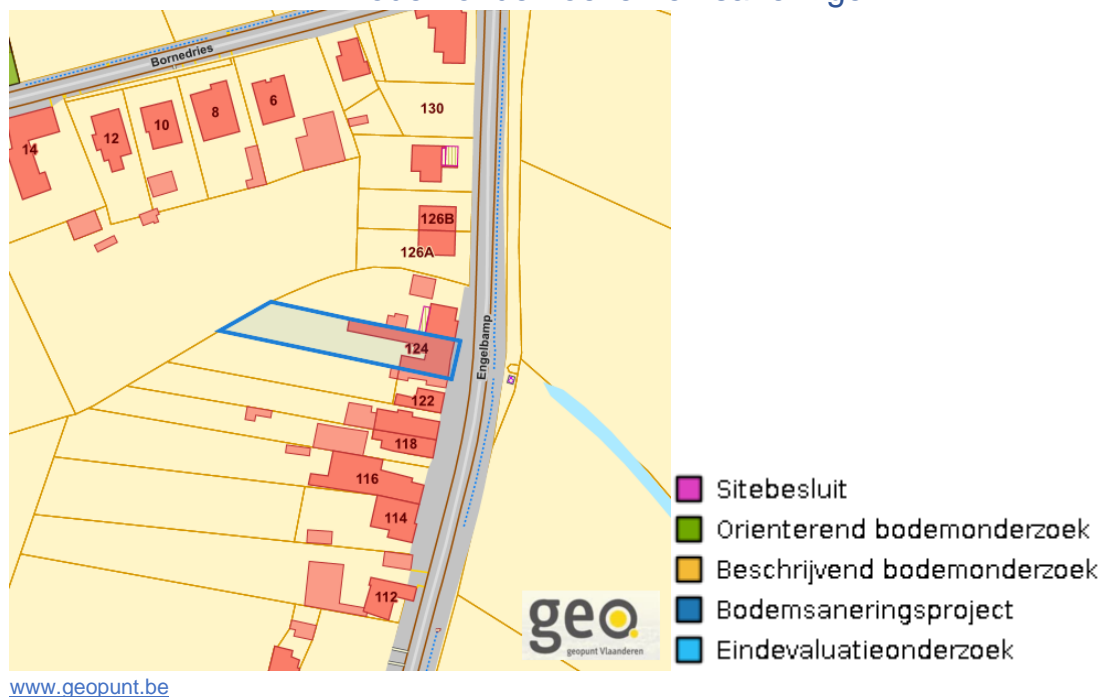 Bornedries
130
6
8
10
12
14
126B
126A
124
Engelbamp
122
118
116
114
112
geo
geopunt Vlaanderen
Sitebesluit
Orienterend bodemonderzoek
Beschrijvend bodemonderzoek
Bodemsaneringsproject
Eindevaluatieonderzoek
www.geopunt.be